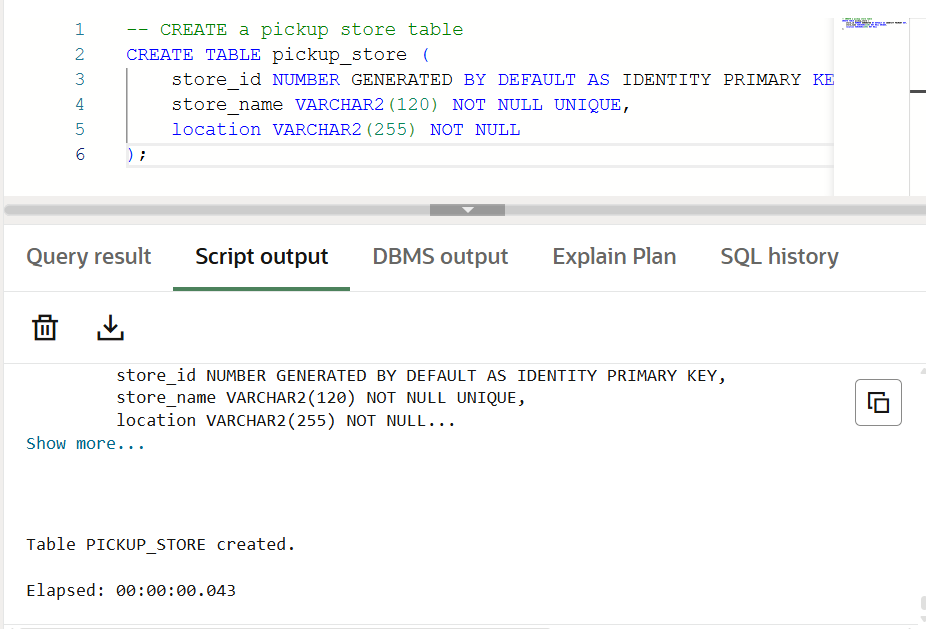 1 -- CREATE a pickup store table
2 CREATE TABLE pickup_store (
3 store_id NUMBER GENERATED BY DEFAULT AS IDENTITY PRIMARY KE
4 store_name VARCHAR2(120) NOT NULL UNIQUE,
5 location VARCHAR2(255) NOT NULL
6 );
Query result Script output DBMS output Explain Plan SQL history
store_id NUMBER GENERATED BY DEFAULT AS IDENTITY PRIMARY KEY,
store_name VARCHAR2(120) NOT NULL UNIQUE,
location VARCHAR2(255) NOT NULL...
Show more...
Table PICKUP_STORE created.
Elapsed: 00:00:00.043